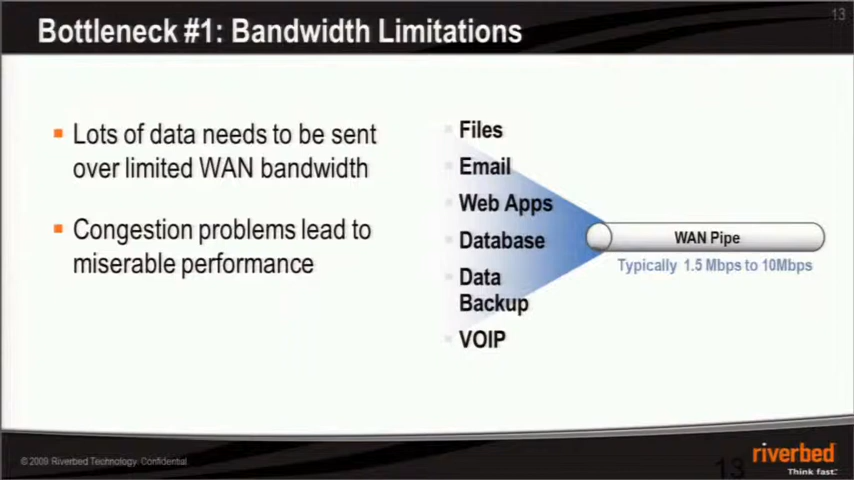 13
Bottleneck #1: Bandwidth Limitations
Lots of data needs to be sent
over limited WAN bandwidth
Congestion problems lead to
miserable performance
Files
Email
Web Apps
Database
Data
Backup
VOIP
WAN Pipe
Typically 1.5 Mbps to 10Mbps
© 2009 Riverbed Technology Confidential
13
riverbed
Think fast.